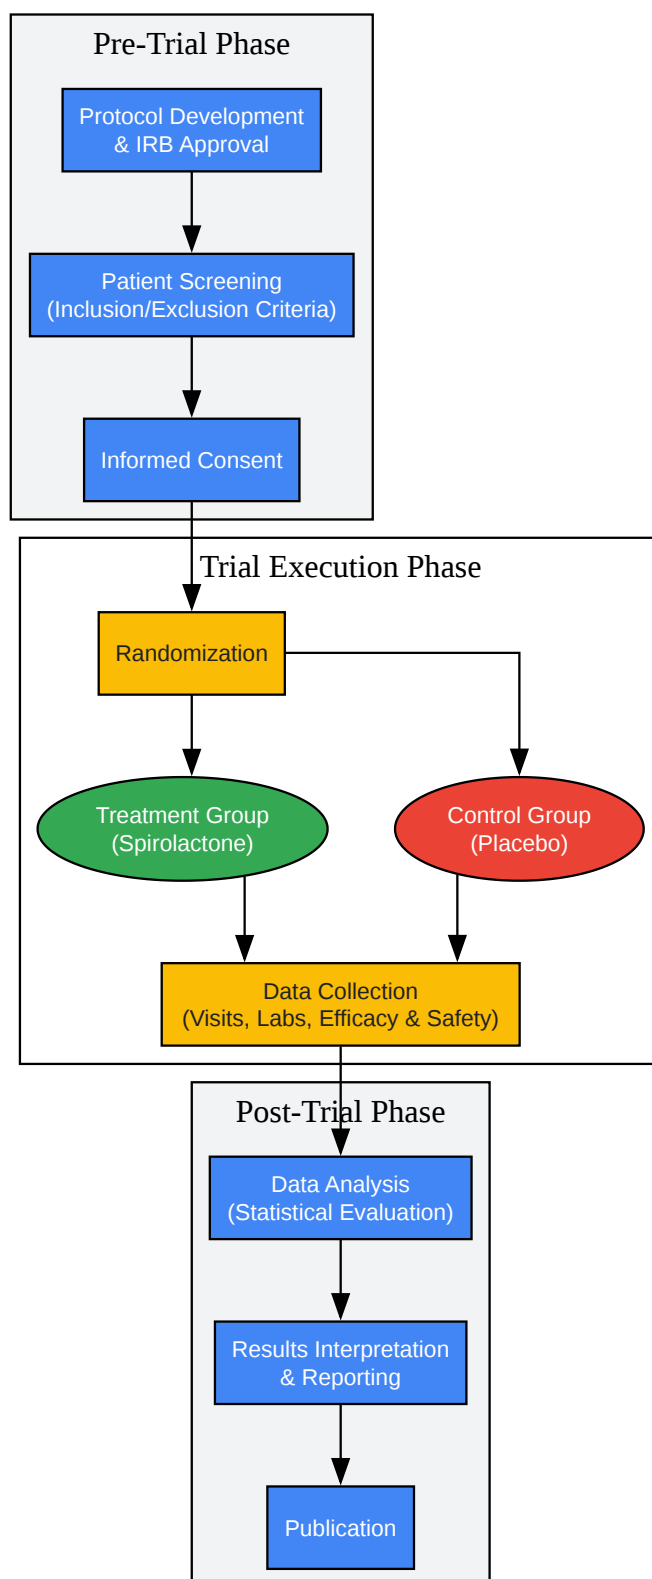 Pre-Trial Phase
Protocol Development
& IRB Approval
Patient Screening
(Inclusion/Exclusion Criteria)
Informed Consent
Trial Execution Phase
Randomization
Treatment Group
(Spirolactone)
Control Group
(Placebo)
Data Collection
(Visits, Labs, Efficacy & Safety)
Post-Trial Phase
Data Analysis
(Statistical Evaluation)
Results Interpretation
& Reporting
Publication